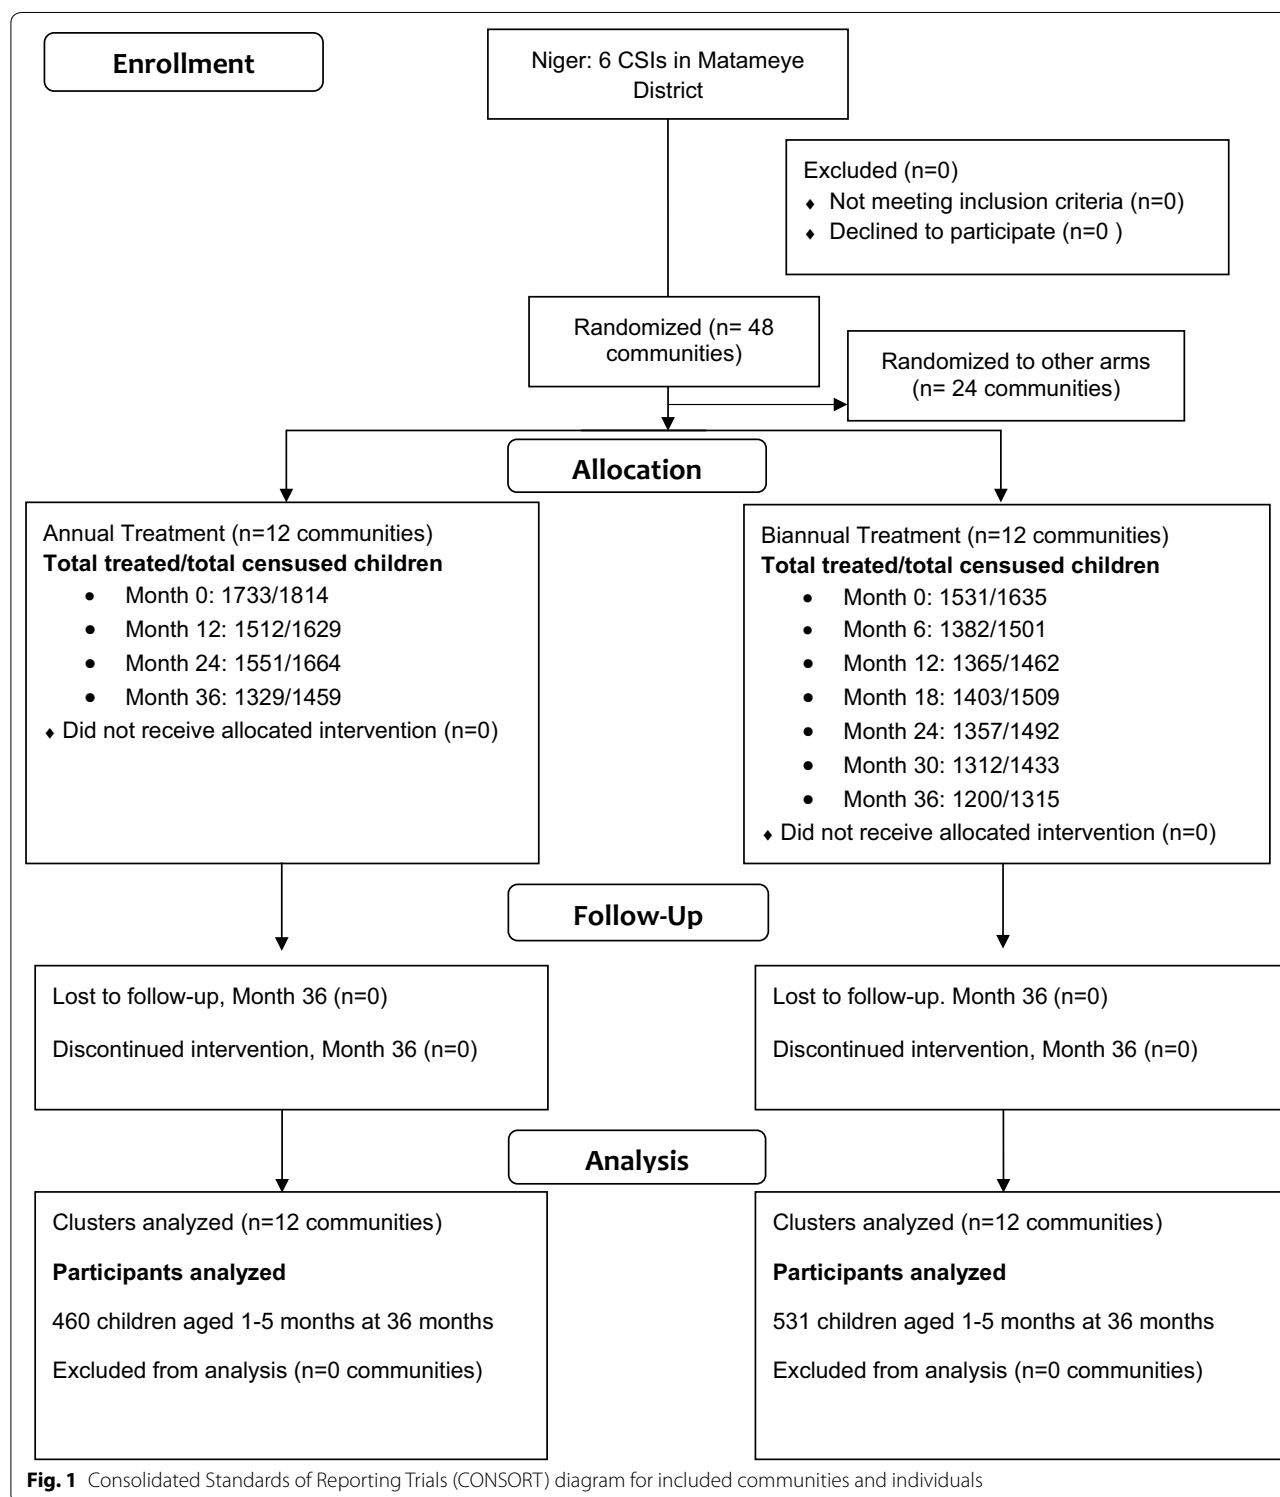 Enrollment
Niger: 6 CSIs in Matameye
District
Excluded (n=0)
♦ Not meeting inclusion criteria (n=0)
♦ Declined to participate (n=0 )
Randomized (n= 48
communities)
Randomized to other arms
(n= 24 communities)
Allocation
Annual Treatment (n=12 communities)
Total treated/total censused children
• Month 0: 1733/1814
• Month 12: 1512/1629
• Month 24: 1551/1664
• Month 36: 1329/1459
♦ Did not receive allocated intervention (n=0)
Biannual Treatment (n=12 communities)
Total treated/total censused children
• Month 0: 1531/1635
• Month 6: 1382/1501
• Month 12: 1365/1462
• Month 18: 1403/1509
• Month 24: 1357/1492
• Month 30: 1312/1433
• Month 36: 1200/1315
♦ Did not receive allocated intervention (n=0)
Follow-Up
Lost to follow-up, Month 36 (n=0)
Discontinued intervention, Month 36 (n=0)
Lost to follow-up. Month 36 (n=0)
Discontinued intervention, Month 36 (n=0)
Analysis
Clusters analyzed (n=12 communities)
Participants analyzed
460 children aged 1-5 months at 36 months
Excluded from analysis (n=0 communities)
Clusters analyzed (n=12 communities)
Participants analyzed
531 children aged 1-5 months at 36 months
Excluded from analysis (n=0 communities)
Fig. 1 Consolidated Standards of Reporting Trials (CONSORT) diagram for included communities and individuals